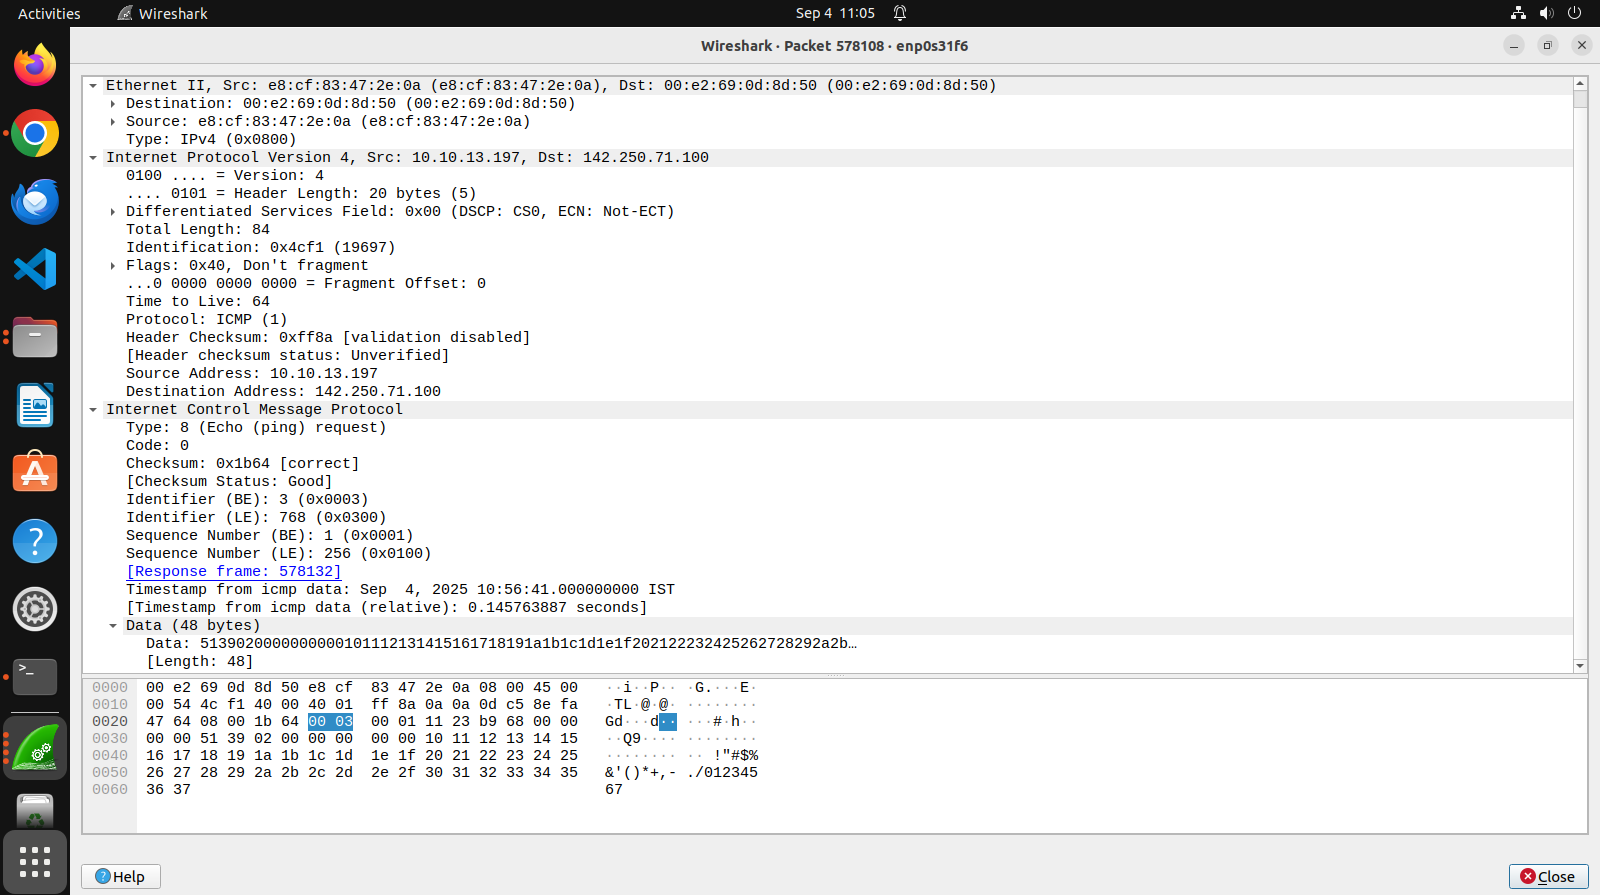 Activities
Wireshark
Sep 4 11:05
Wireshark · Packet 578108 · enp0s31f6
Ethernet II, Src: e8:cf:83:47:2e:0a (e8:cf:83:47:2e:0a), Dst: 00:e2:69:0d:8d:50 (00:e2:69:0d:8d:50)
Destination: 00:e2:69:0d:8d:50 (00:e2:69:0d:8d:50)
Source: e8:cf:83:47:2e:0a (e8:cf:83:47:2e:0a)
Type: IPv4 (0x0800)
Internet Protocol Version 4, Src: 10.10.13.197, Dst: 142.250.71.100
0100 .... = Version: 4
.... 0101 = Header Length: 20 bytes (5)
Differentiated Services Field: 0x00 (DSCP: CS0, ECN: Not-ECT)
Total Length: 84
Identification: 0x4cf1 (19697)
Flags: 0x40, Don't fragment
...0 0000 0000 0000 = Fragment Offset: 0
Time to Live: 64
Protocol: ICMP (1)
Header Checksum: 0xff8a [validation disabled]
[Header checksum status: Unverified]
Source Address: 10.10.13.197
Destination Address: 142.250.71.100
Internet Control Message Protocol
Type: 8 (Echo (ping) request)
Code: 0
Checksum: 0x1b64 [correct]
[Checksum Status: Good]
Identifier (BE): 3 (0x0003)
Identifier (LE): 768 (0x0300)
Sequence Number (BE): 1 (0x0001)
Sequence Number (LE): 256 (0x0100)
[Response frame: 578132]
Timestamp from icmp data: Sep  4, 2025 10:56:41.000000000 IST
[Timestamp from icmp data (relative): 0.145763887 seconds]
Data (48 bytes)
Data: 5139020000000000101112131415161718191a1b1c1d1e1f202122232425262728292a2b…
[Length: 48]
0000 00 e2 69 0d 8d 50 e8 cf 83 47 2e 0a 08 00 45 00 ··i··P·· ·G.···E·
0010 00 54 4c f1 40 00 40 01 ff 8a 0a 0a 0d c5 8e fa ·TL·@·@· ········
0020 47 64 08 00 1b 64 00 03 00 01 11 23 b9 68 00 00 Gd···d·· ···#·h··
0030 00 00 51 39 02 00 00 00 00 00 10 11 12 13 14 15 ··Q9···· ········
0040 16 17 18 19 1a 1b 1c 1d 1e 1f 20 21 22 23 24 25 ········ ·· !"#$%
0050 26 27 28 29 2a 2b 2c 2d 2e 2f 30 31 32 33 34 35 &'()*+,- ./012345
0060 36 37 67
Help
Close